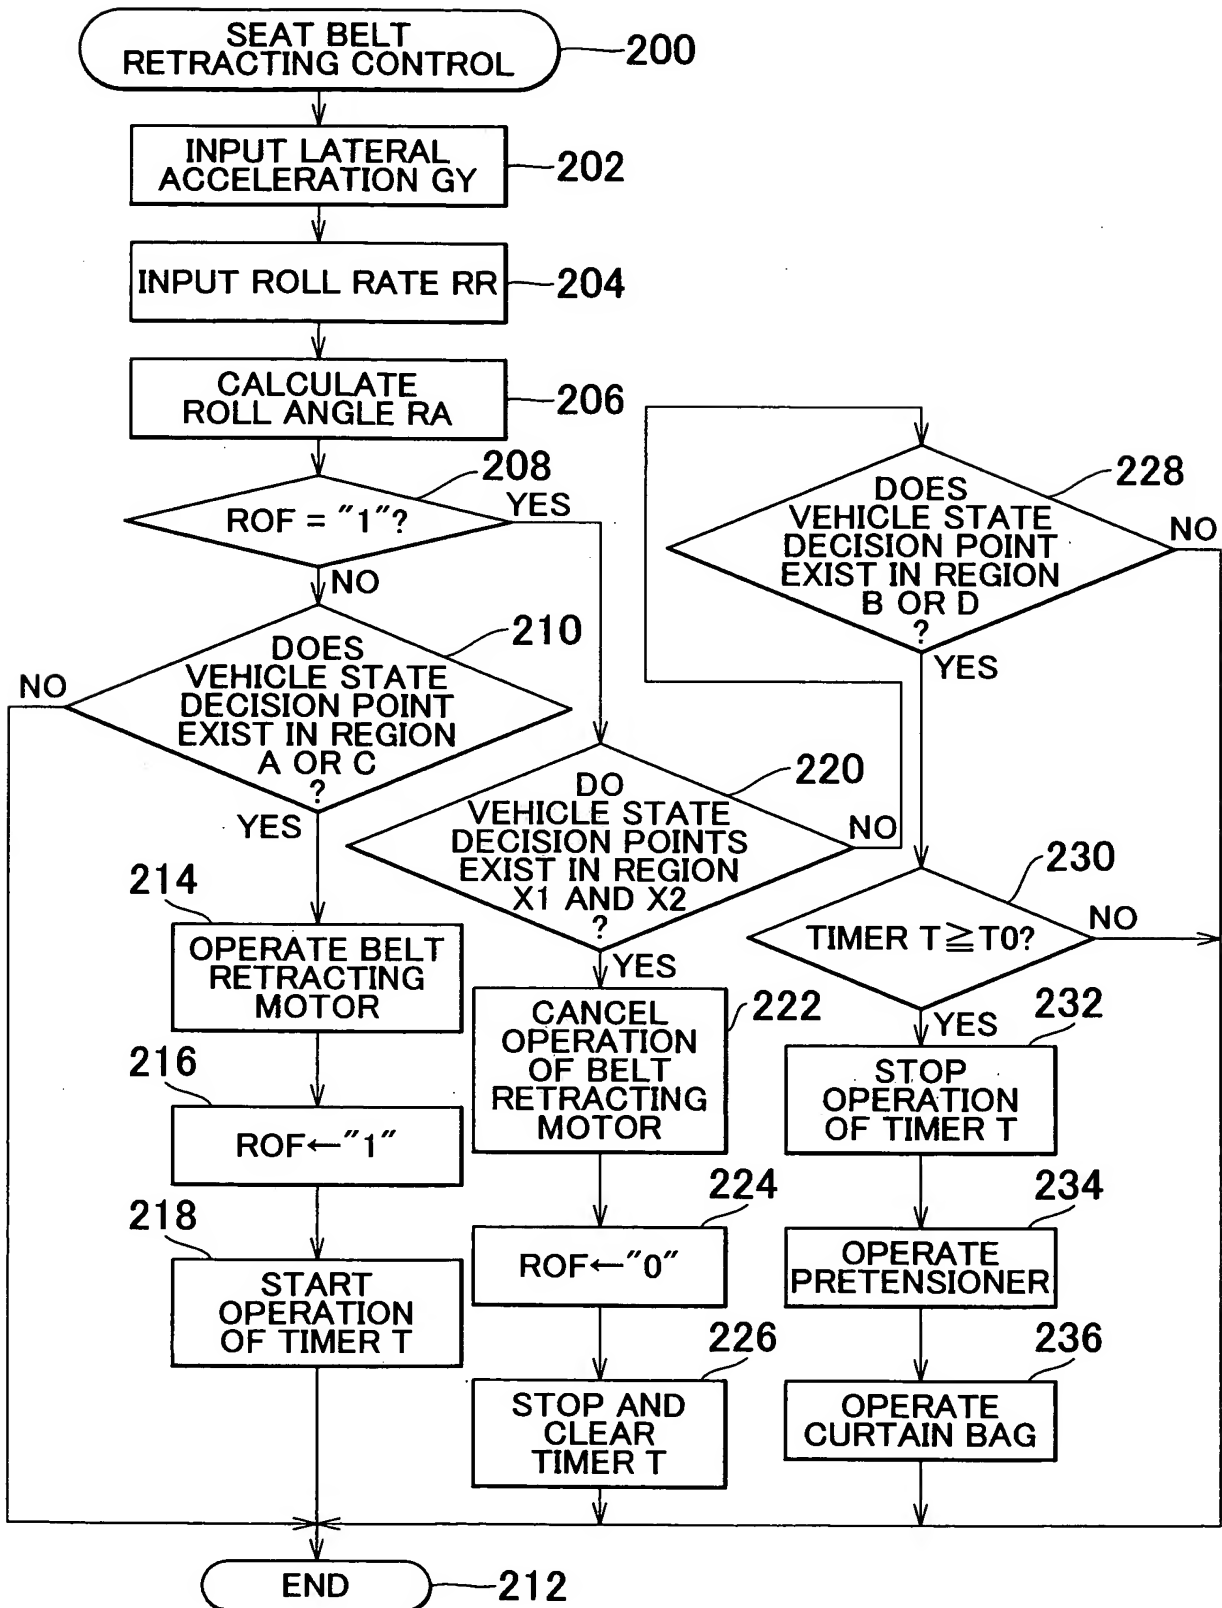 SEAT BELT
RETRACTING CONTROL
200
INPUT LATERAL
ACCELERATION GY
202
INPUT ROLL RATE RR
204
CALCULATE
ROLL ANGLE RA
206
208
ROF = "1"?
YES
NO
210
DOES
VEHICLE STATE
DECISION POINT
EXIST IN REGION
A OR C
?
NO
YES
214
OPERATE BELT
RETRACTING
MOTOR
216
ROF←"1"
218
START
OPERATION
OF TIMER T
220
DO
VEHICLE STATE
DECISION POINTS
EXIST IN REGION
X1 AND X2
?
NO
YES
222
CANCEL
OPERATION
OF BELT
RETRACTING
MOTOR
224
ROF←"0"
226
STOP AND
CLEAR
TIMER T
228
DOES
VEHICLE STATE
DECISION POINT
EXIST IN REGION
B OR D
?
NO
YES
230
TIMER T≧T0?
NO
YES
232
STOP
OPERATION
OF TIMER T
234
OPERATE
PRETENSIONER
236
OPERATE
CURTAIN BAG
END
212